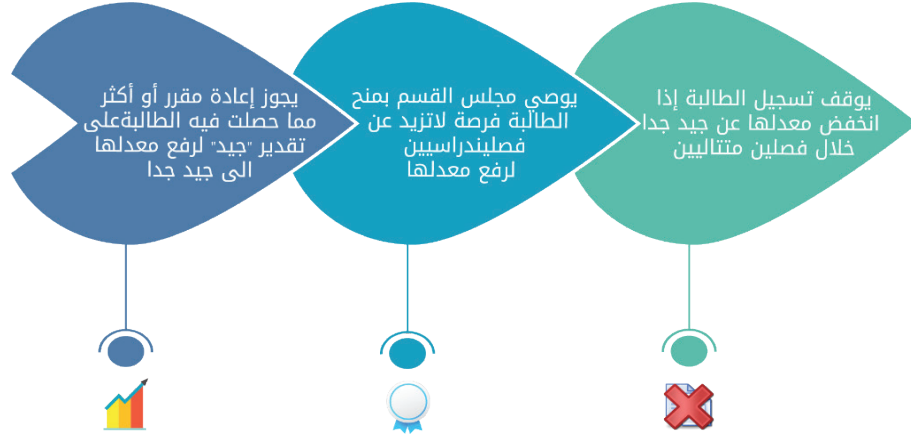 يوقف تسجيل الطالبة إذا
انخفض معدلها عن جيد جدا
خلال فصلين متتاليين
يوصي مجلس القسم بمنح
الطالبة فرصة لاتزيد عن
فصليندراسيين
لرفع معدلها
يجوز إعادة مقرر أو أكثر
مما حصلت فيه الطالبةعلى
تقدير "جيد" لرفع معدلها
الى جيد جدا